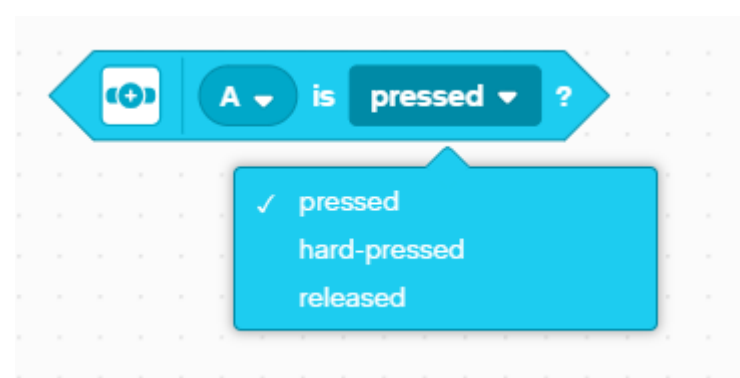 A is pressed ?
✓ pressed
hard-pressed
released